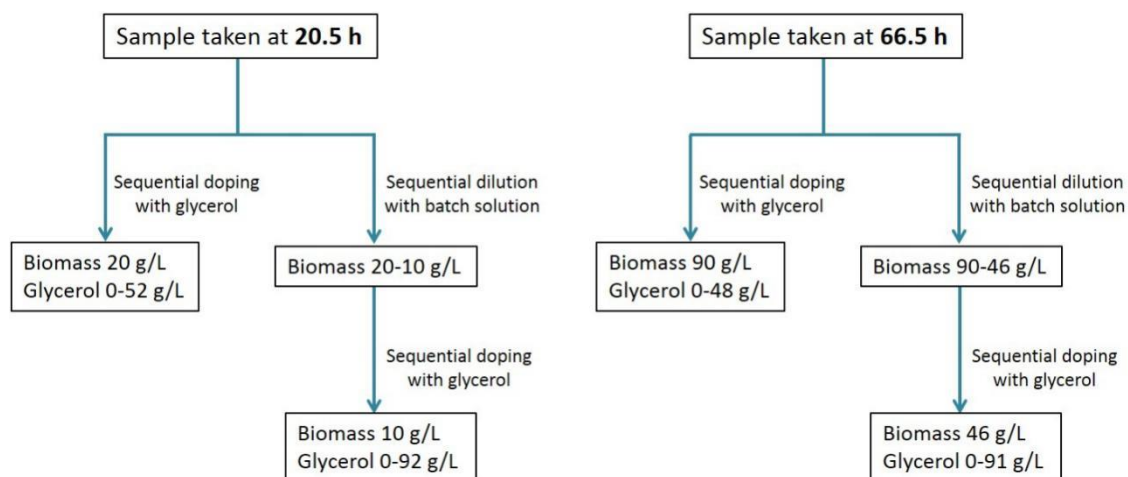 Sample taken at 20.5 h
Sequential doping
with glycerol
Sequential dilution
with batch solution
Biomass 20 g/L
Glycerol 0-52 g/L
Biomass 20-10 g/L
Sequential doping
with glycerol
Biomass 10 g/L
Glycerol 0-92 g/L
Sample taken at 66.5 h
Sequential doping
with glycerol
Sequential dilution
with batch solution
Biomass 90 g/L
Glycerol 0-48 g/L
Biomass 90-46 g/L
Sequential doping
with glycerol
Biomass 46 g/L
Glycerol 0-91 g/L